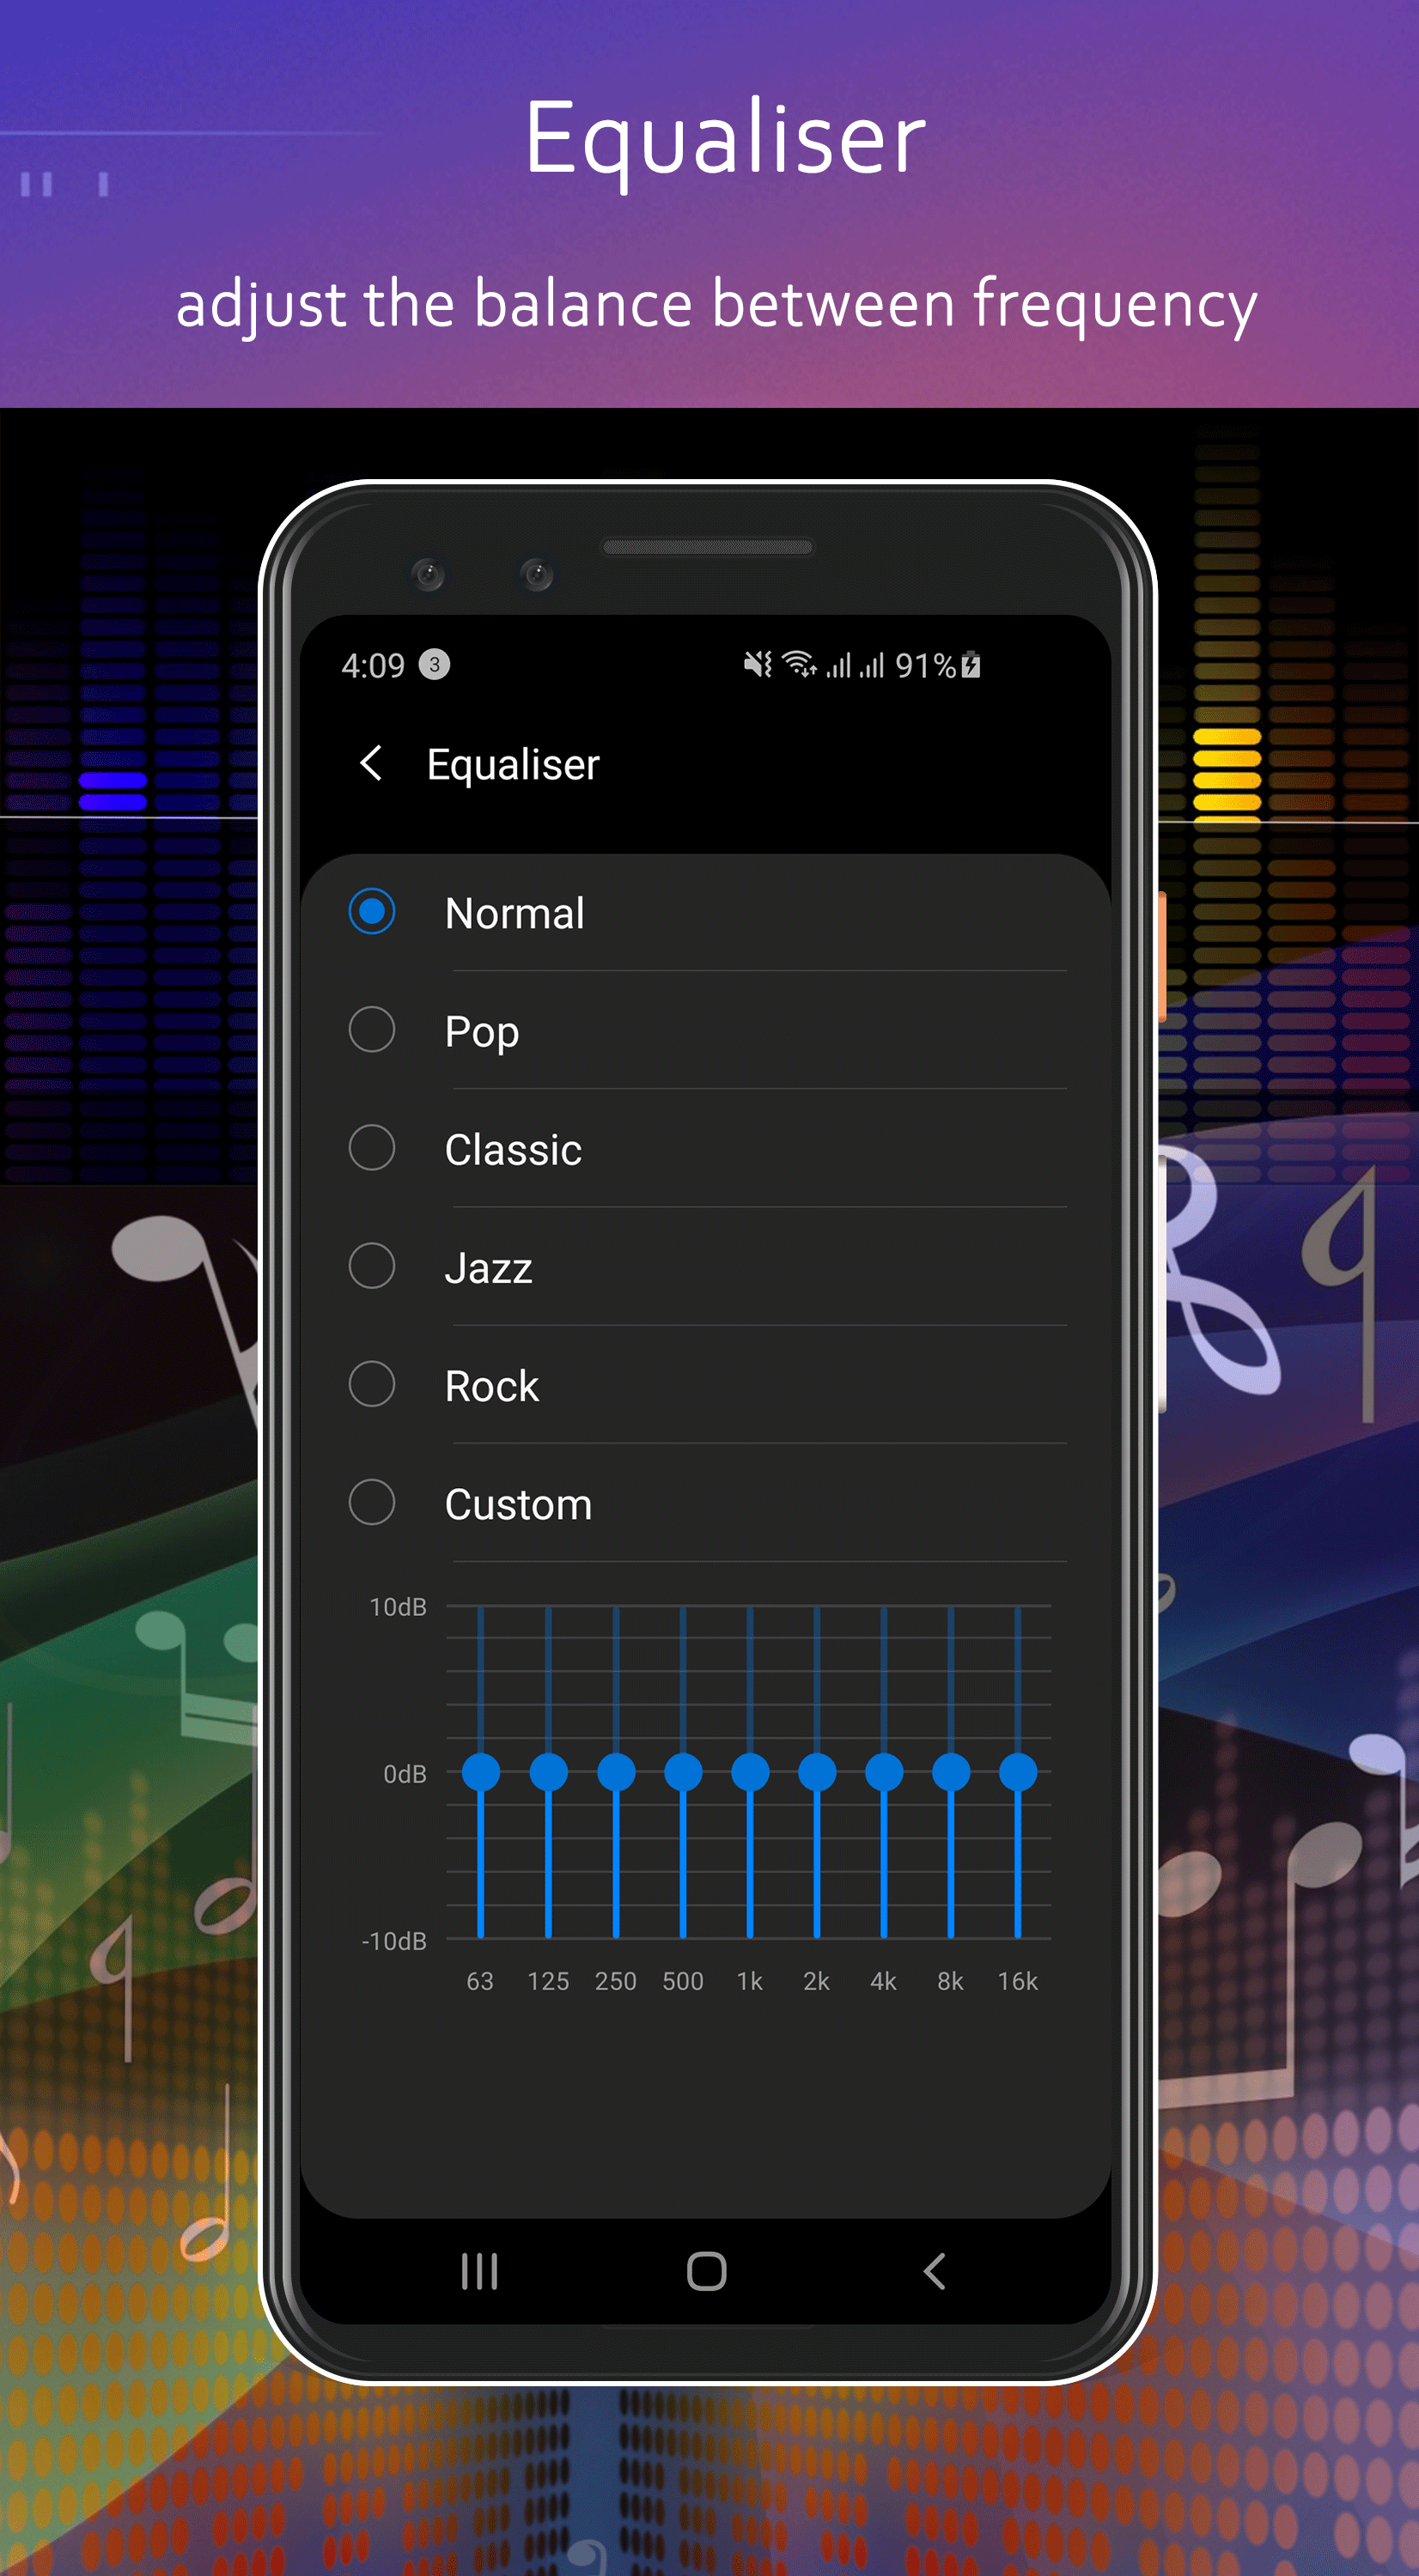 Equaliser
adjust the balance between frequency
4:09 3 91%
Equaliser
Normal
Pop
Classic
Jazz
Rock
Custom
10dB
0dB
-10dB
63 125 250 500 1k 2k 4k 8k 16k